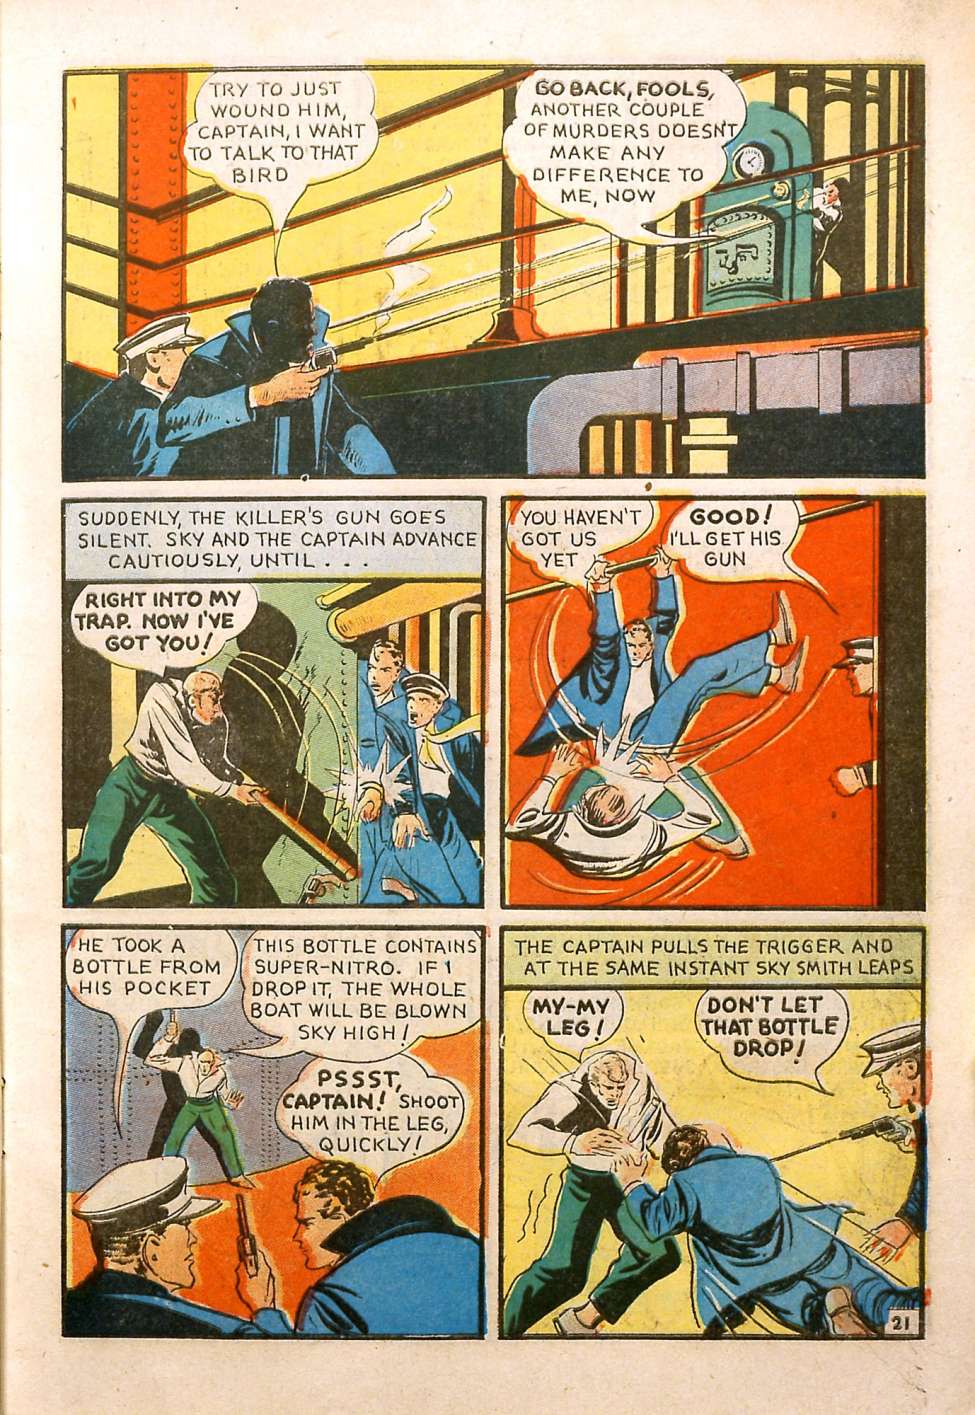 TRY TO JUST
WOUND HIM,
CAPTAIN, I WANT
TO TALK TO THAT
BIRD
GO BACK, FOOLS,
ANOTHER COUPLE
OF MURDERS DOESN'T
MAKE ANY
DIFFERENCE TO
ME, NOW
SUDDENLY, THE KILLER'S GUN GOES
SILENT. SKY AND THE CAPTAIN ADVANCE
CAUTIOUSLY, UNTIL . . .
RIGHT INTO MY
TRAP. NOW I'VE
GOT YOU!
YOU HAVEN'T
GOT US
YET
GOOD!
I'LL GET HIS
GUN
HE TOOK A
BOTTLE FROM
HIS POCKET
THIS BOTTLE CONTAINS
SUPER-NITRO. IF I
DROP IT, THE WHOLE
BOAT WILL BE BLOWN
SKY HIGH!
PSSST,
CAPTAIN! SHOOT
HIM IN THE LEG,
QUICKLY!
THE CAPTAIN PULLS THE TRIGGER AND
AT THE SAME INSTANT SKY SMITH LEAPS
MY-MY
LEG!
DON'T LET
THAT BOTTLE
DROP!
21